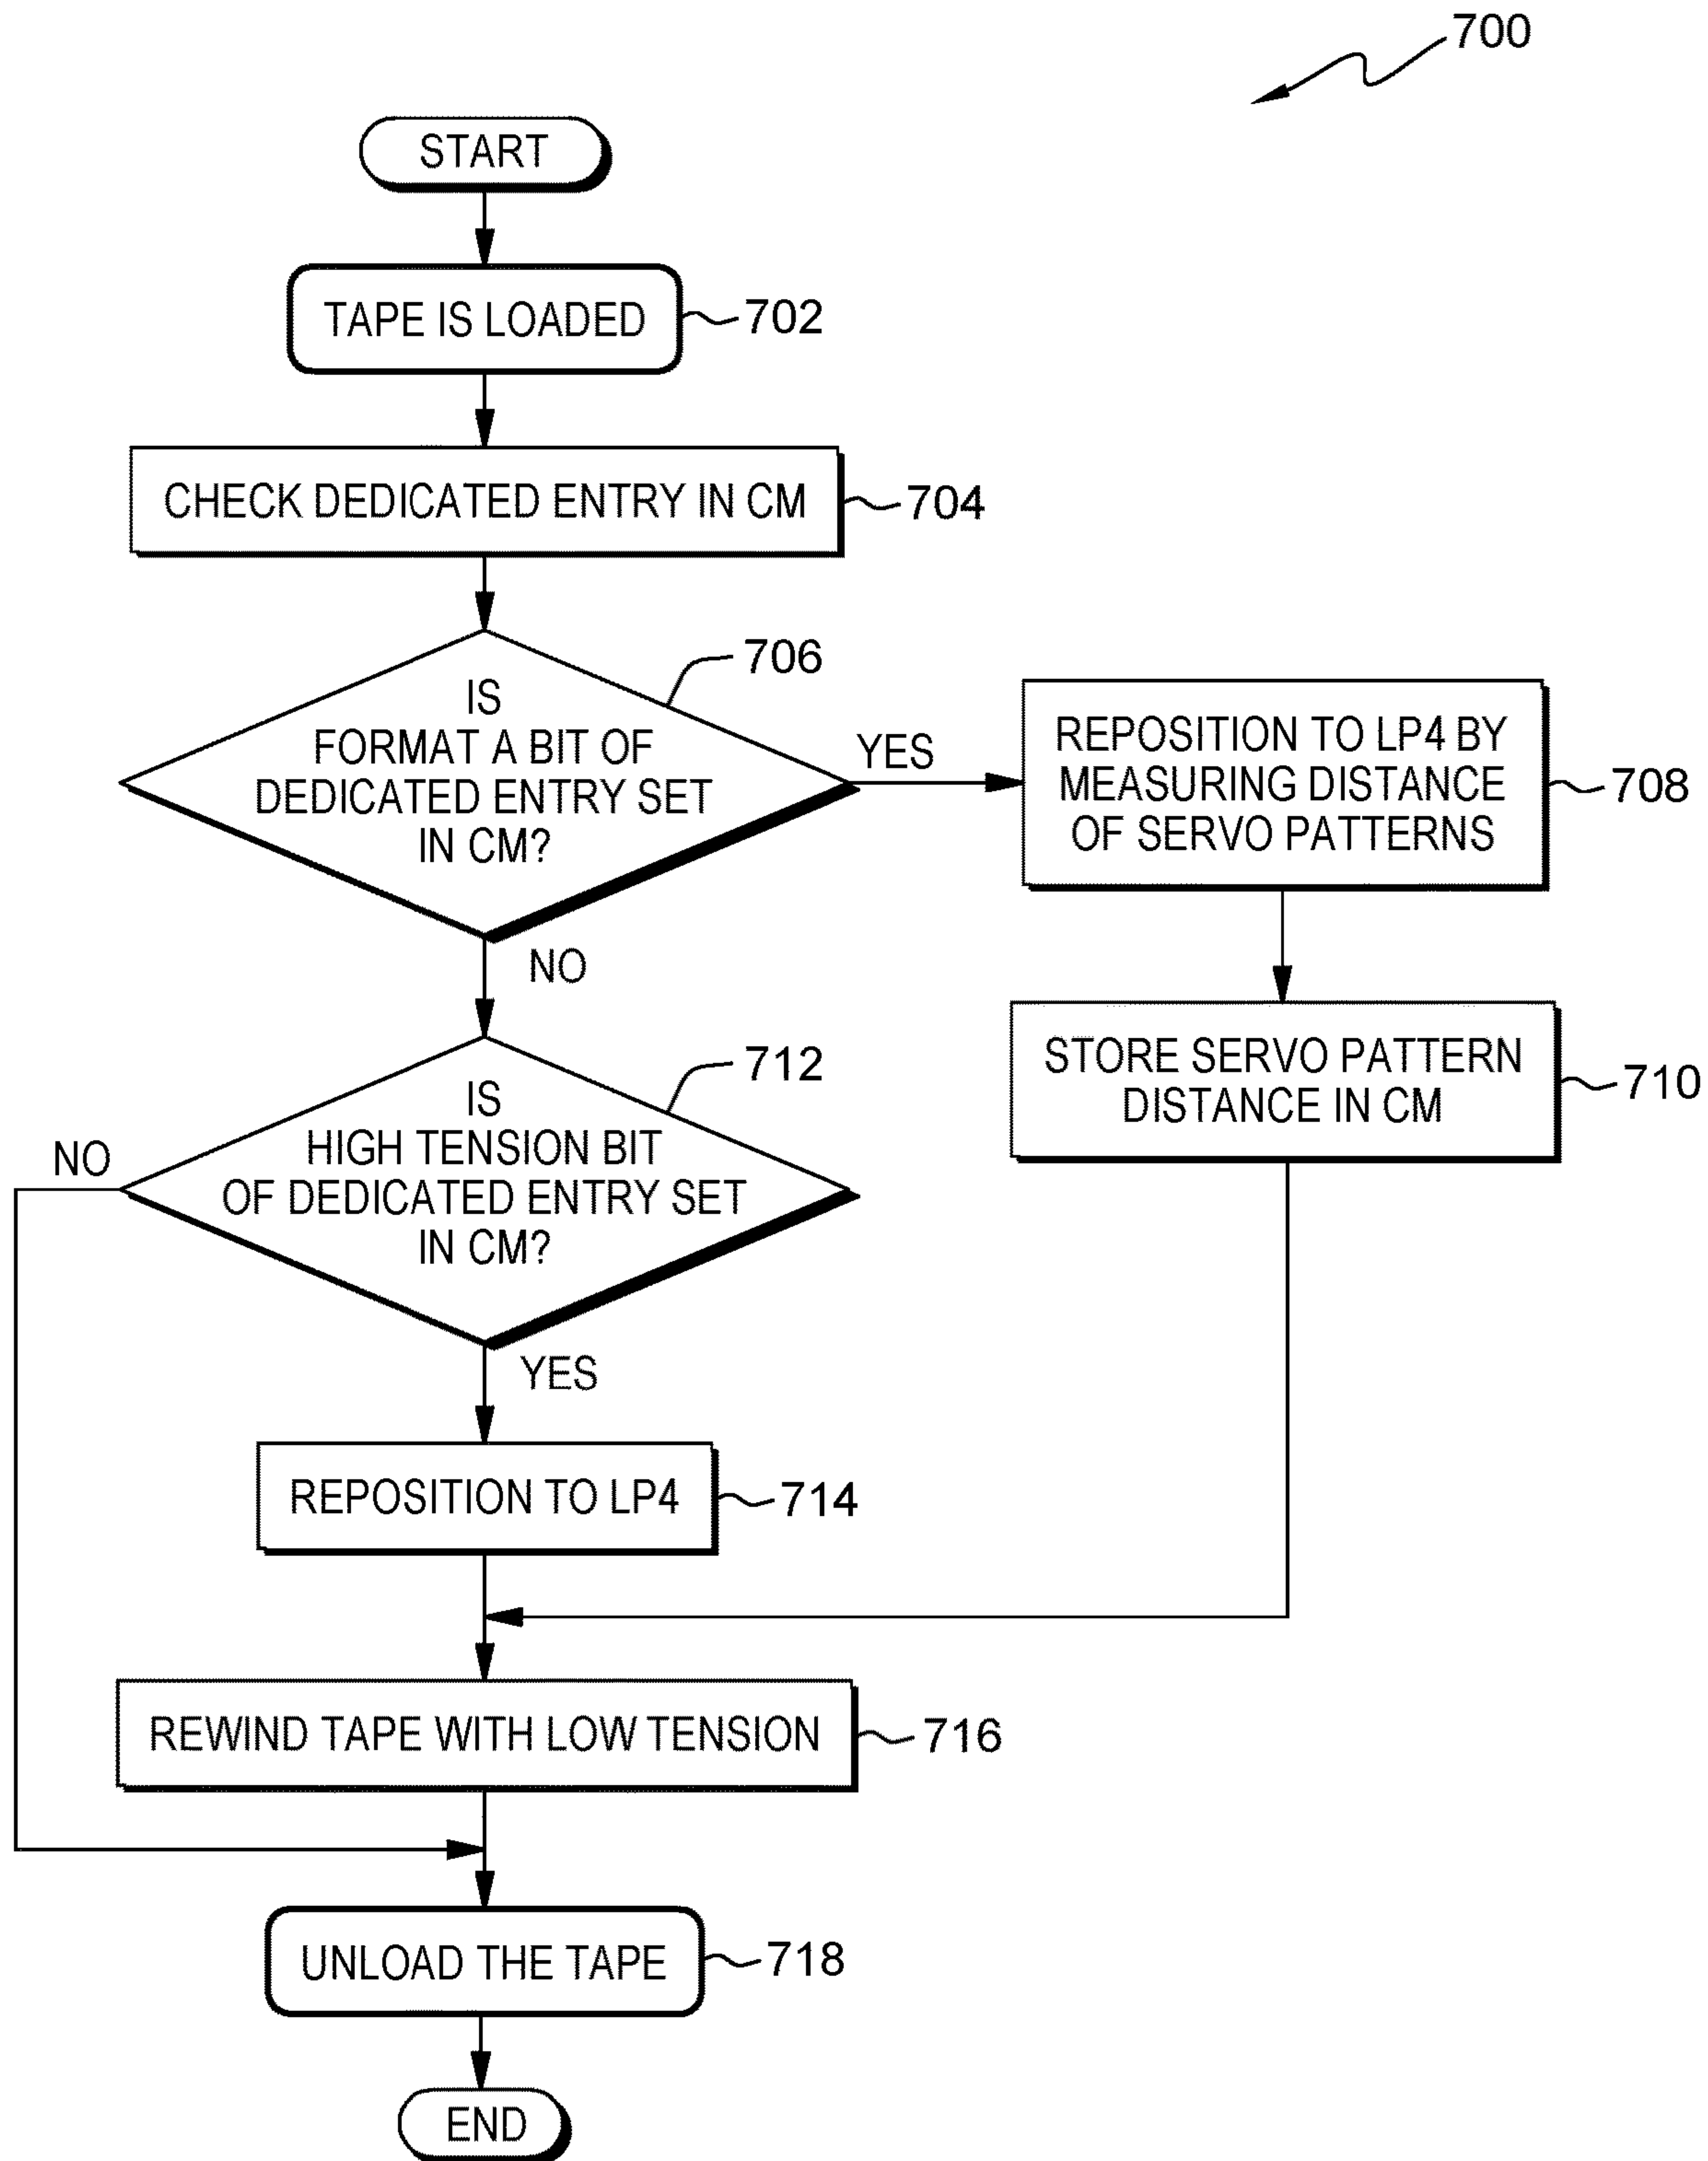 700
START
TAPE IS LOADED
702
CHECK DEDICATED ENTRY IN CM
704
706
IS
FORMAT A BIT OF
DEDICATED ENTRY SET
IN CM?
YES
REPOSITION TO LP4 BY
MEASURING DISTANCE
OF SERVO PATTERNS
708
NO
STORE SERVO PATTERN
DISTANCE IN CM
710
712
IS
HIGH TENSION BIT
OF DEDICATED ENTRY SET
IN CM?
NO
YES
REPOSITION TO LP4
714
REWIND TAPE WITH LOW TENSION
716
UNLOAD THE TAPE
718
END